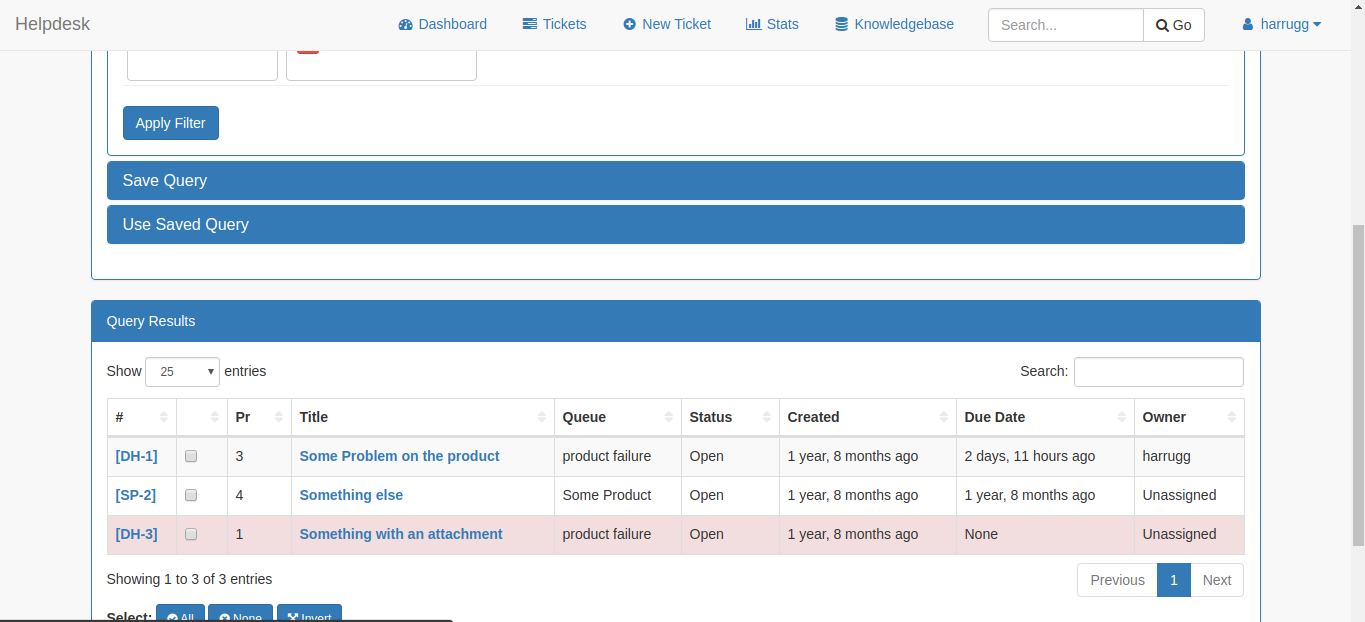 Helpdesk Dashboard Tickets New Ticket Stats Knowledgebase Search... Go harrugg
Apply Filter
Save Query
Use Saved Query
Query Results
Show 25 entries Search:
# Pr Title Queue Status Created Due Date Owner
[DH-1] 3 Some Problem on the product product failure Open 1 year, 8 months ago 2 days, 11 hours ago harrugg
[SP-2] 4 Something else Some Product Open 1 year, 8 months ago 1 year, 8 months ago Unassigned
[DH-3] 1 Something with an attachment product failure Open 1 year, 8 months ago None Unassigned
Showing 1 to 3 of 3 entries Previous 1 Next
Select: All None Invert